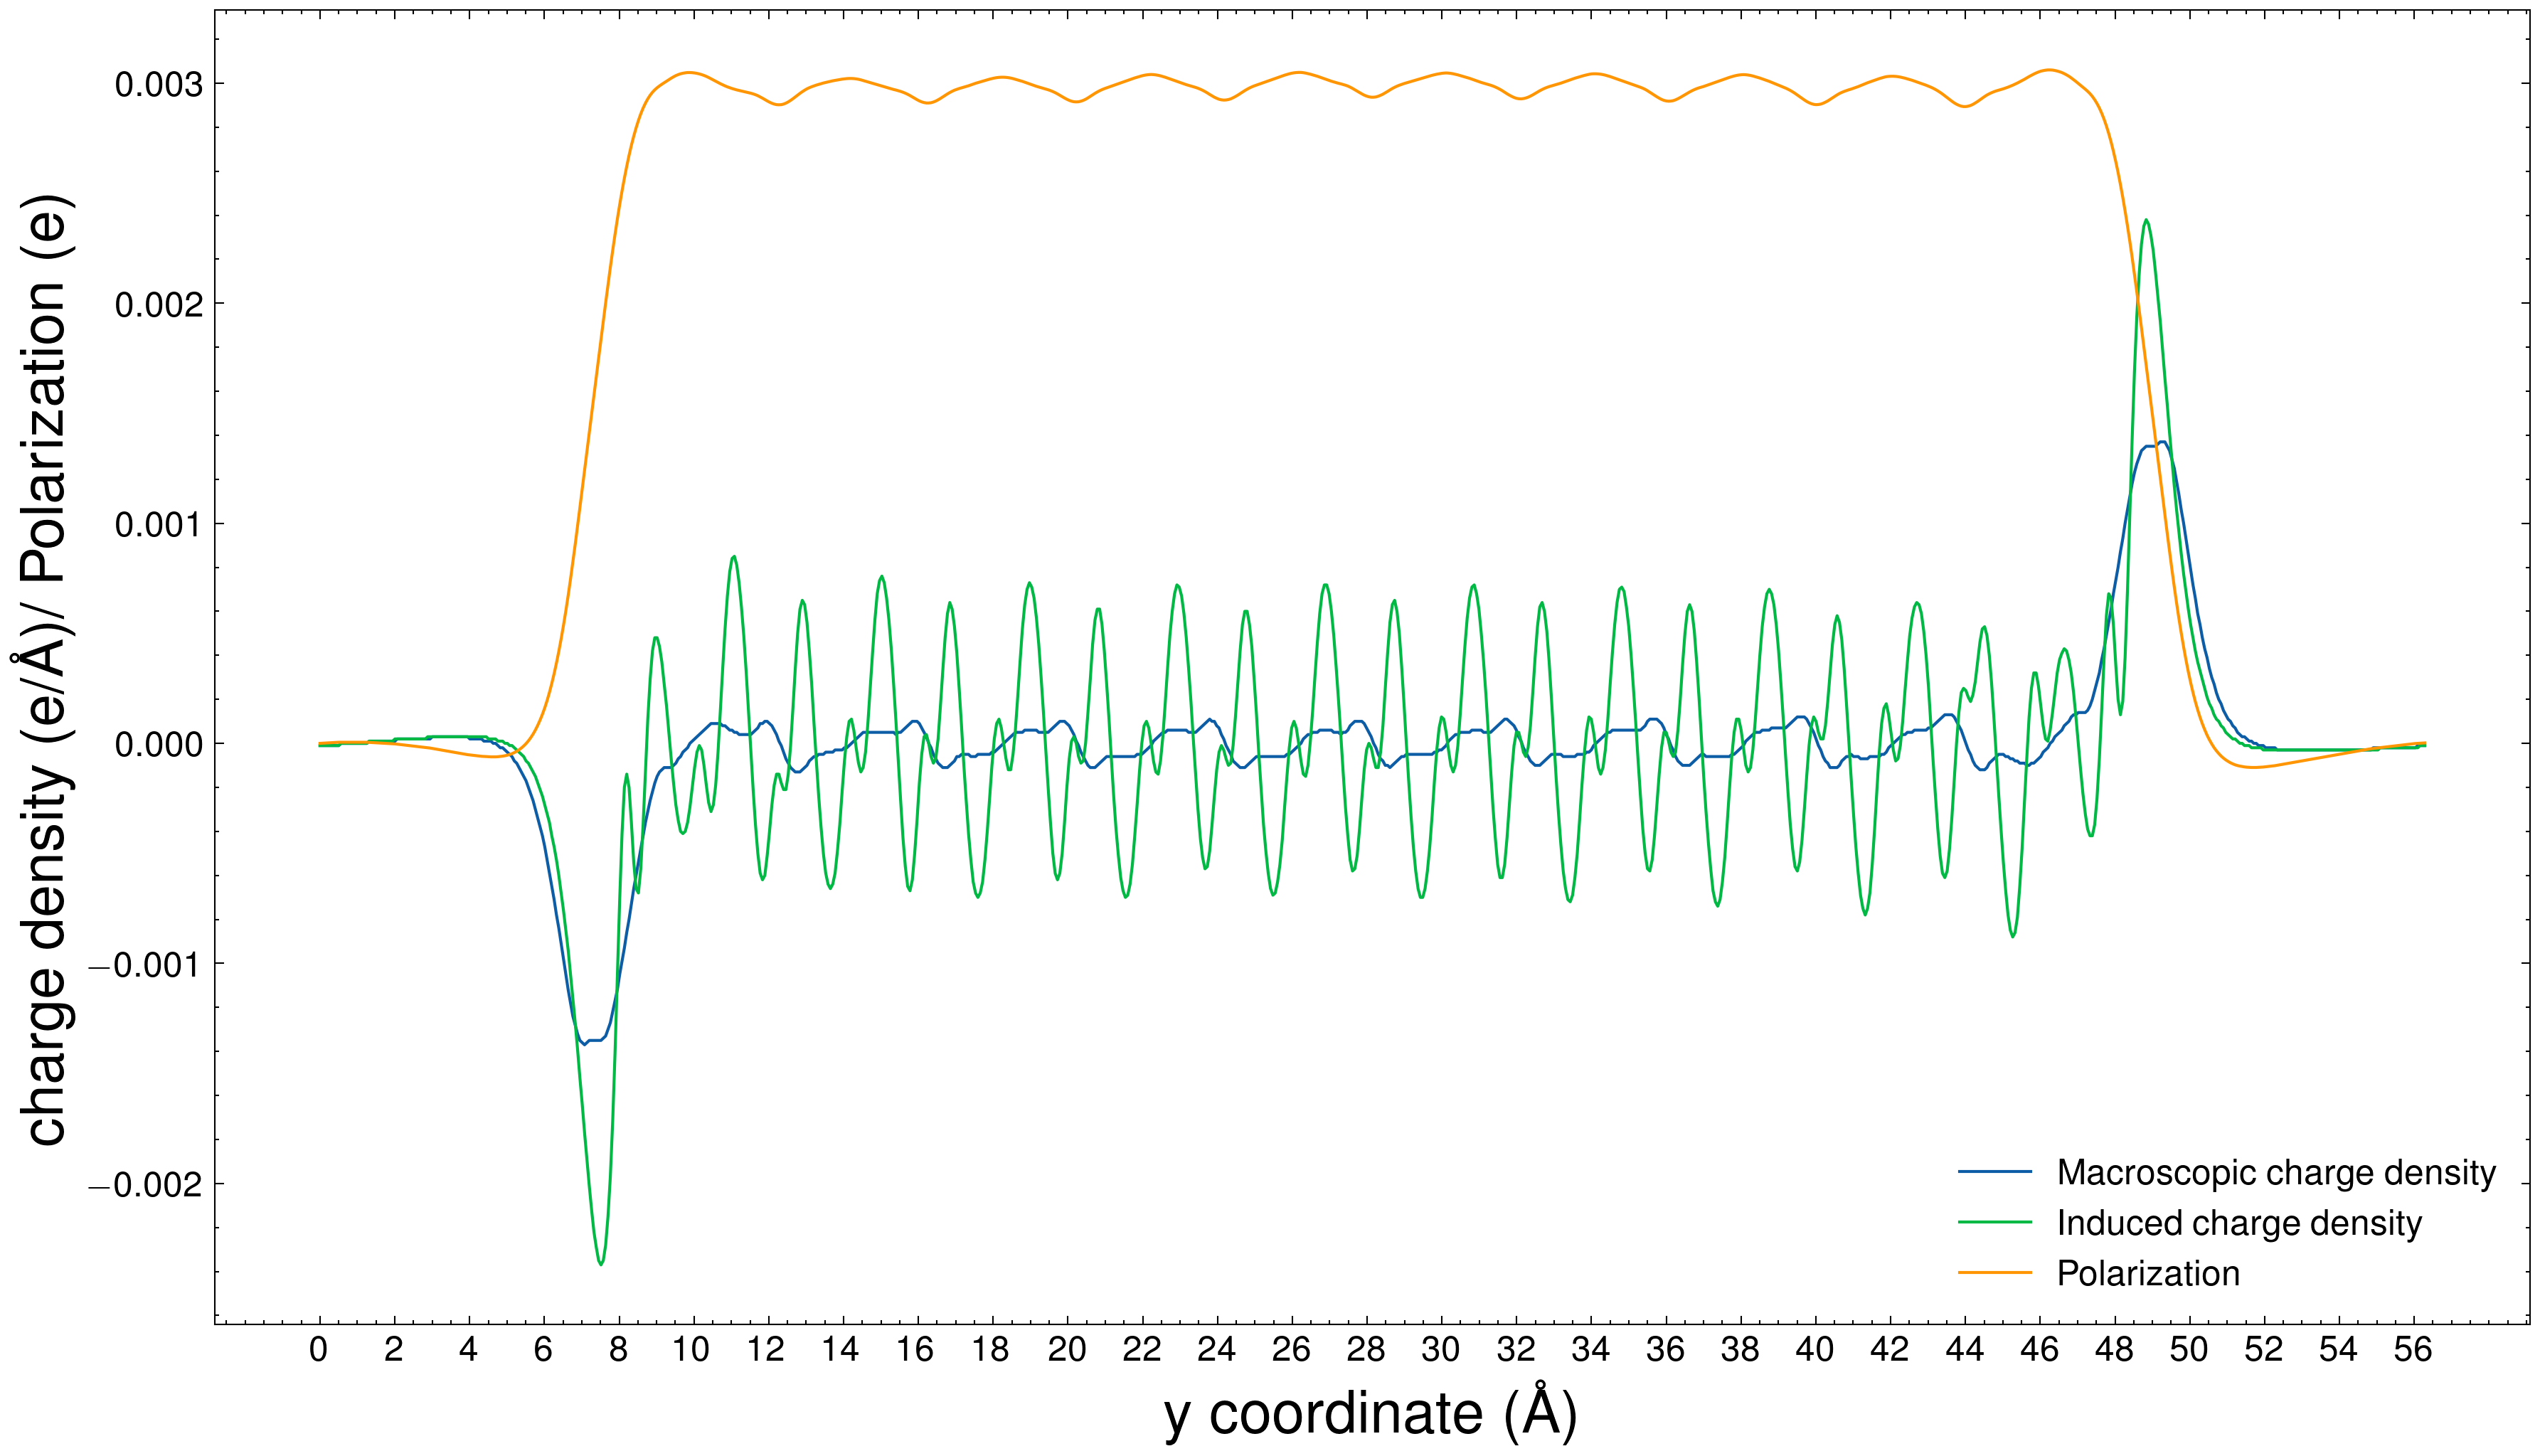 charge density (e/Å)/ Polarization (e)
0.003
0.002
0.001
0.000
−0.001
−0.002
0 2 4 6 8 10 12 14 16 18 20 22 24 26 28 30 32 34 36 38 40 42 44 46 48 50 52 54 56
y coordinate (Å)
Macroscopic charge density
Induced charge density
Polarization